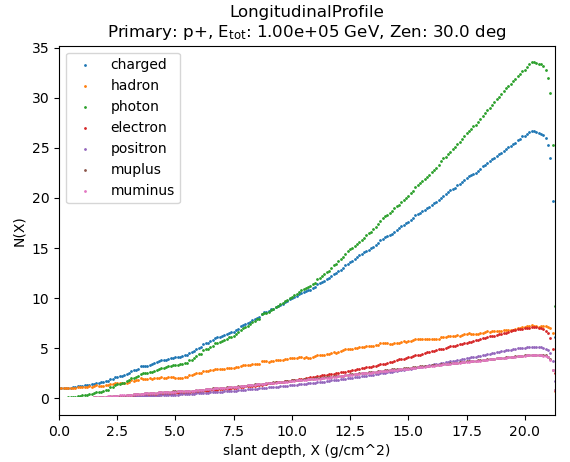 LongitudinalProfile
Primary: p+, E_tot: 1.00e+05 GeV, Zen: 30.0 deg
35
30
25
20
15
10
5
0
N(X)
charged
hadron
photon
electron
positron
muplus
muminus
0.0 2.5 5.0 7.5 10.0 12.5 15.0 17.5 20.0
slant depth, X (g/cm^2)